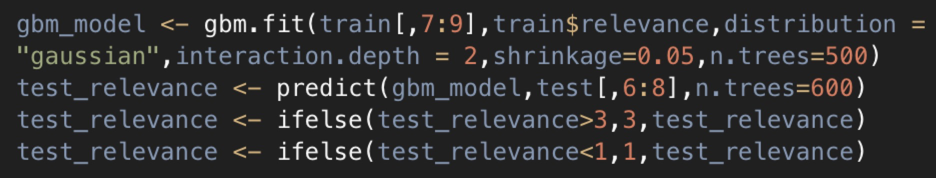 gbm_model <- gbm.fit(train[,7:9],train$relevance,distribution =
"gaussian",interaction.depth = 2,shrinkage=0.05,n.trees=500)
test_relevance <- predict(gbm_model,test[,6:8],n.trees=600)
test_relevance <- ifelse(test_relevance>3,3,test_relevance)
test_relevance <- ifelse(test_relevance<1,1,test_relevance)